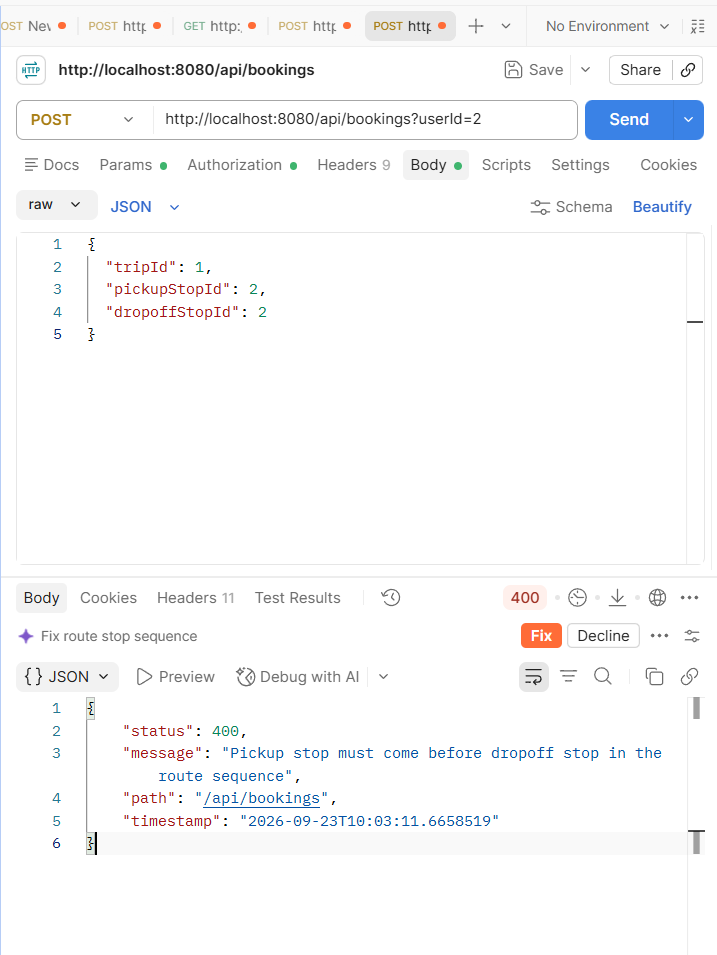 OST Nev POST http GET http:, POST http POST http No Environment
HTTP http://localhost:8080/api/bookings Save Share
POST http://localhost:8080/api/bookings?userId=2 Send
Docs Params Authorization Headers 9 Body Scripts Settings Cookies
raw JSON Schema Beautify
1 {
2 "tripId": 1,
3 "pickupStopId": 2,
4 "dropoffStopId": 2
5 }
Body Cookies Headers 11 Test Results 400
Fix route stop sequence Fix Decline
{} JSON Preview Debug with AI
1 {
2 "status": 400,
3 "message": "Pickup stop must come before dropoff stop in the
route sequence",
4 "path": "/api/bookings",
5 "timestamp": "2026-09-23T10:03:11.6658519"
6 }